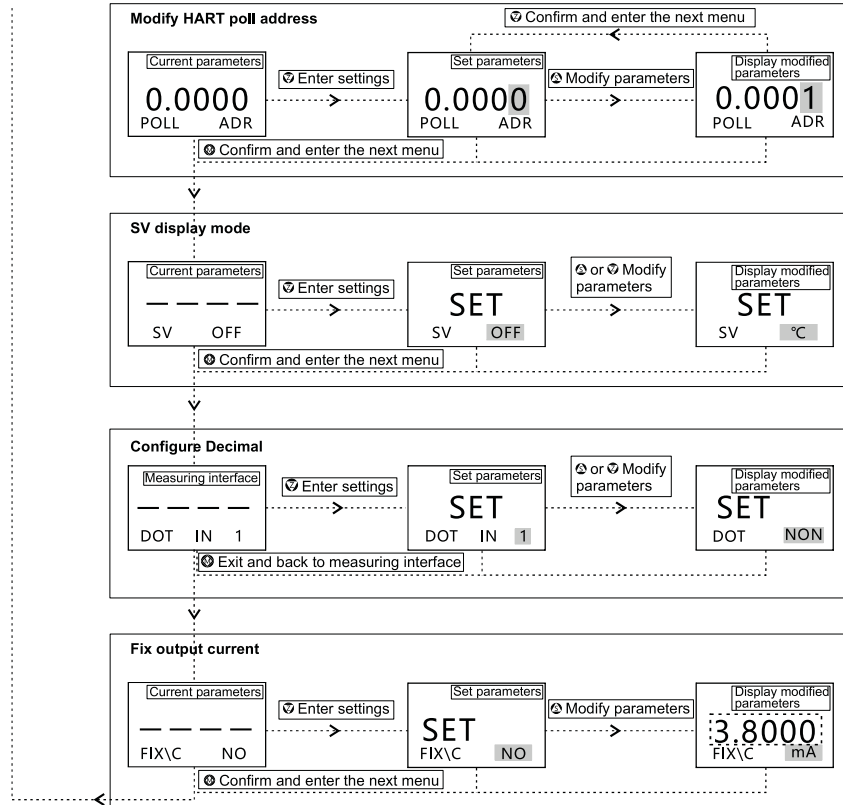 Modify HART poll address
Confirm and enter the next menu
Current parameters
0.0000
POLL ADR
Enter settings
Set parameters
0.0000
POLL ADR
Modify parameters
Display modified
parameters
0.0001
POLL ADR
Confirm and enter the next menu
SV display mode
Current parameters
— — — —
SV OFF
Enter settings
Set parameters
SET
SV OFF
or Modify
parameters
Display modified
parameters
SET
SV °C
Confirm and enter the next menu
Configure Decimal
Measuring interface
— — — —
DOT IN 1
Enter settings
Set parameters
SET
DOT IN 1
or Modify
parameters
Display modified
parameters
SET
DOT NON
Exit and back to measuring interface
Fix output current
Current parameters
— — — —
FIX\C NO
Enter settings
Set parameters
SET
FIX\C NO
Modify parameters
Display modified
parameters
3.8000
FIX\C mA
Confirm and enter the next menu